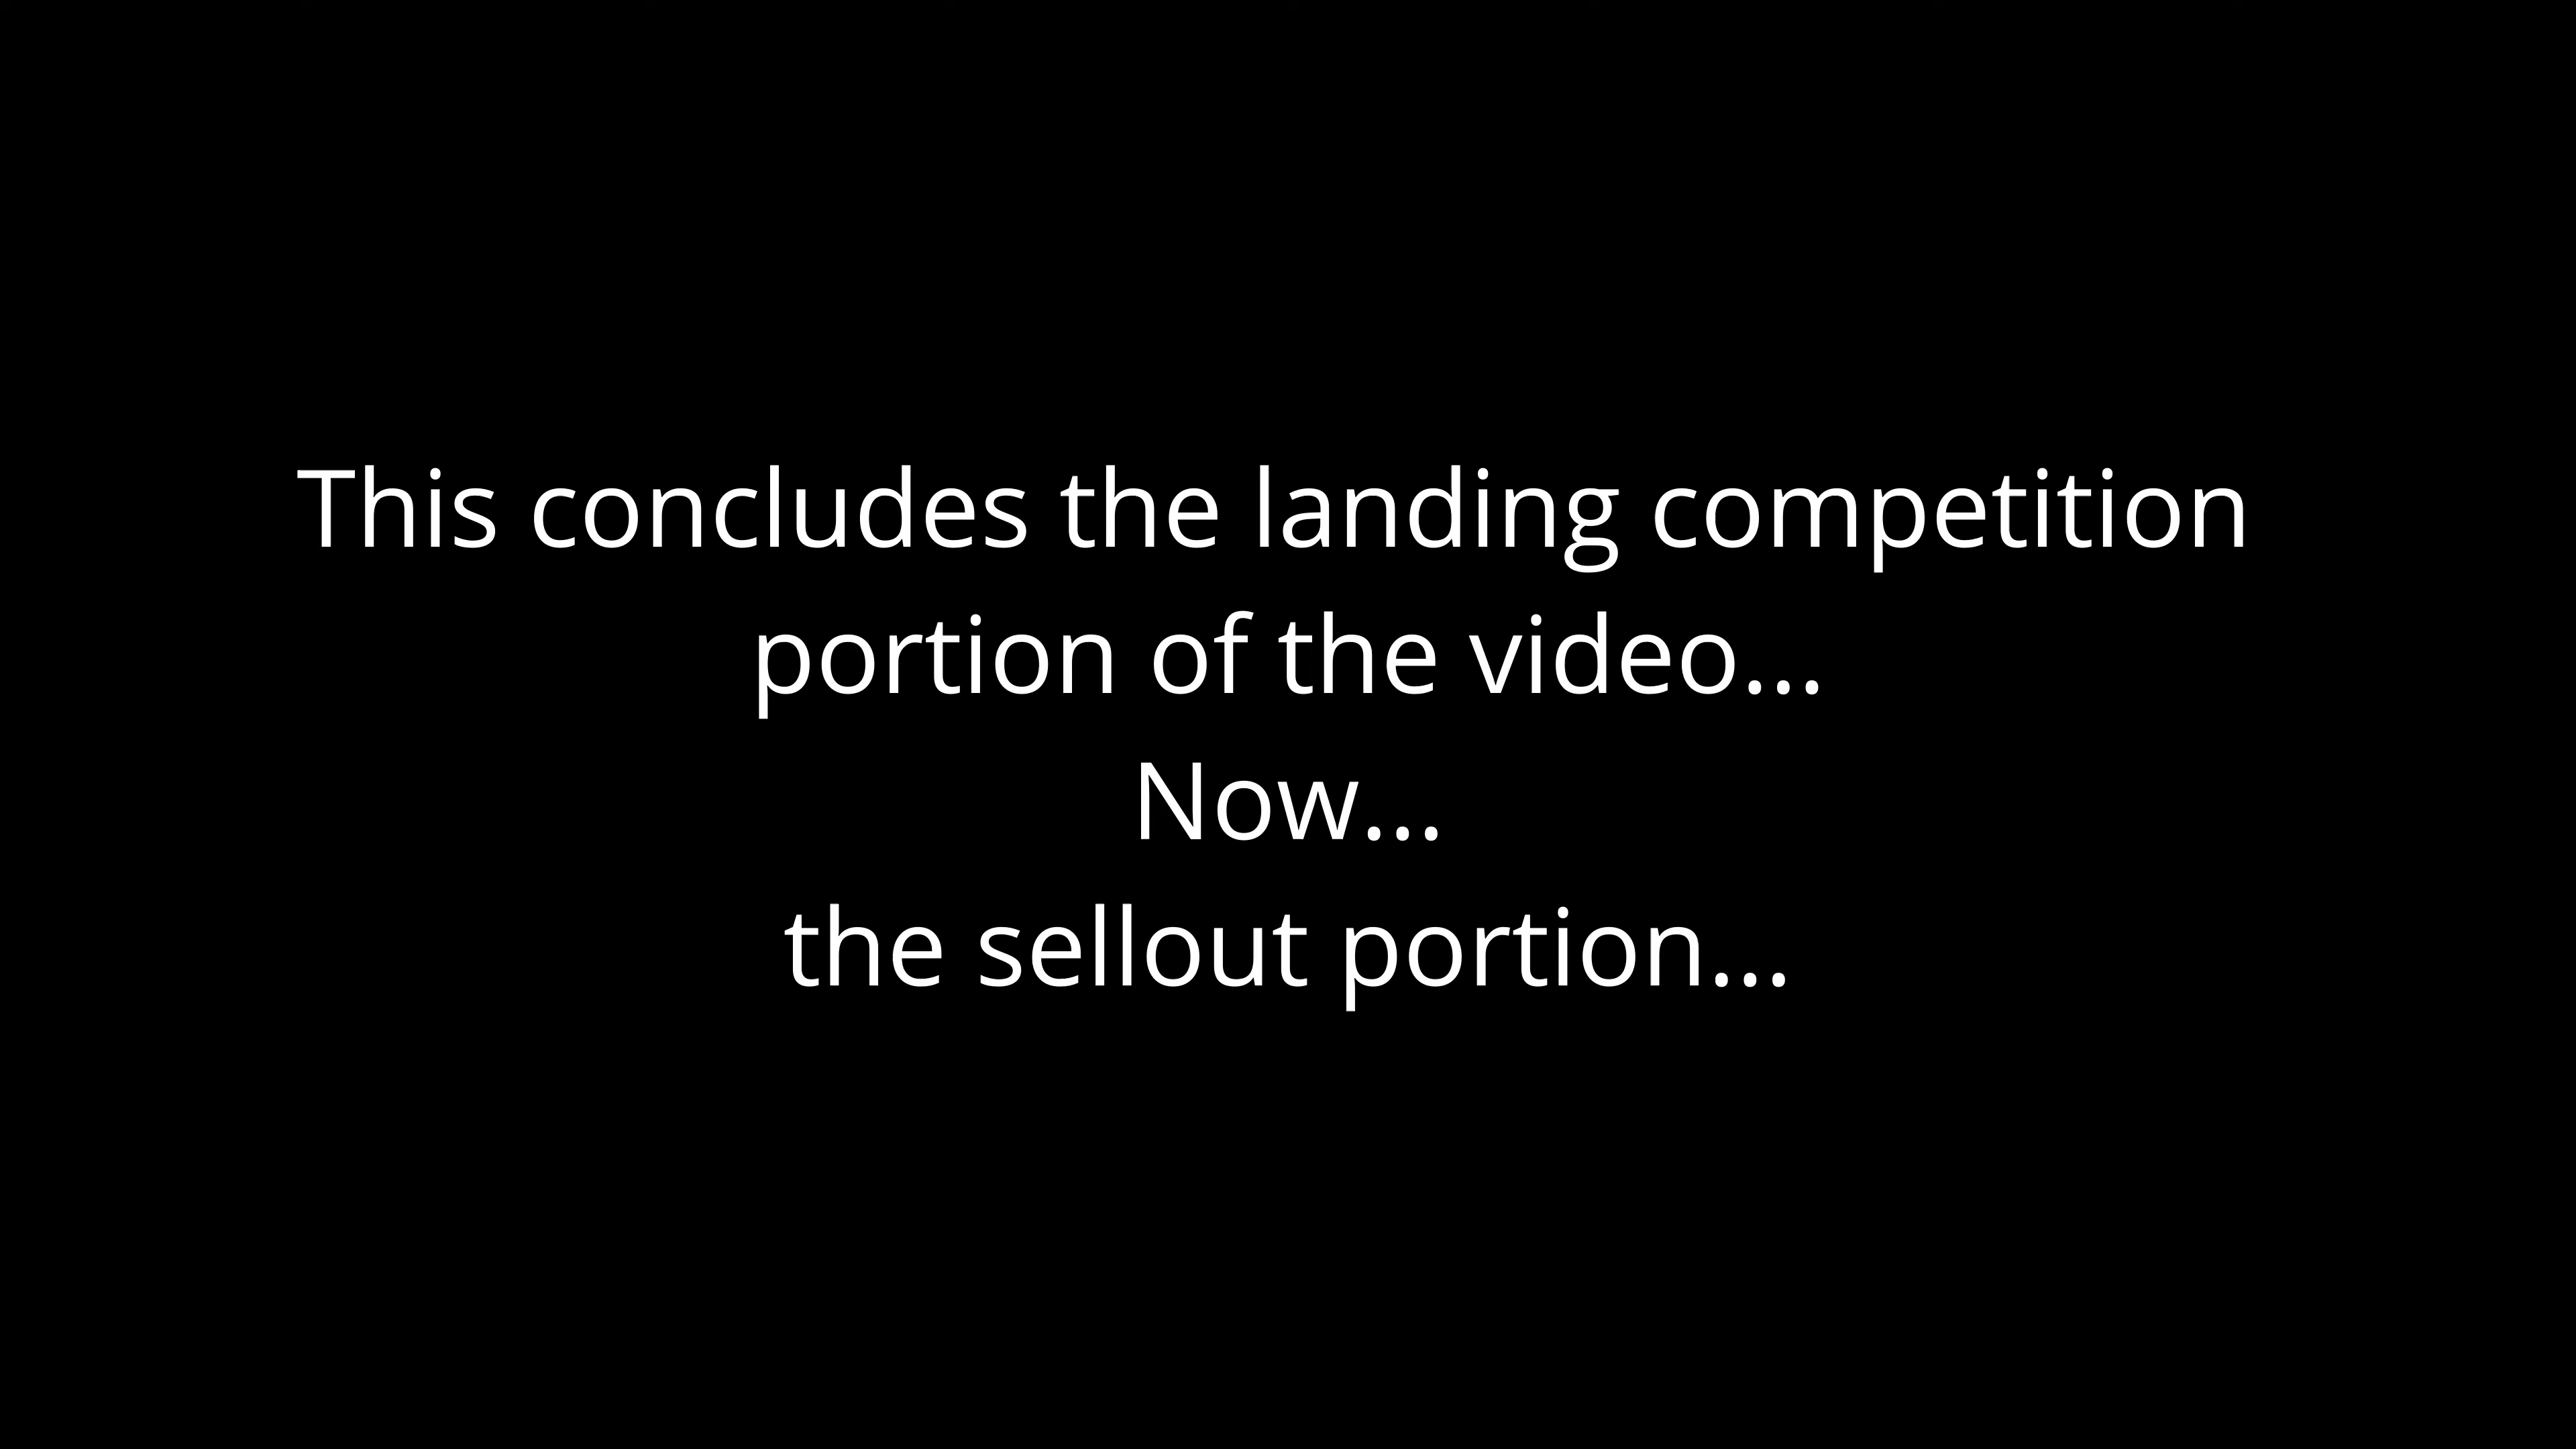 This concludes the landing competition
portion of the video...
Now...
the sellout portion...